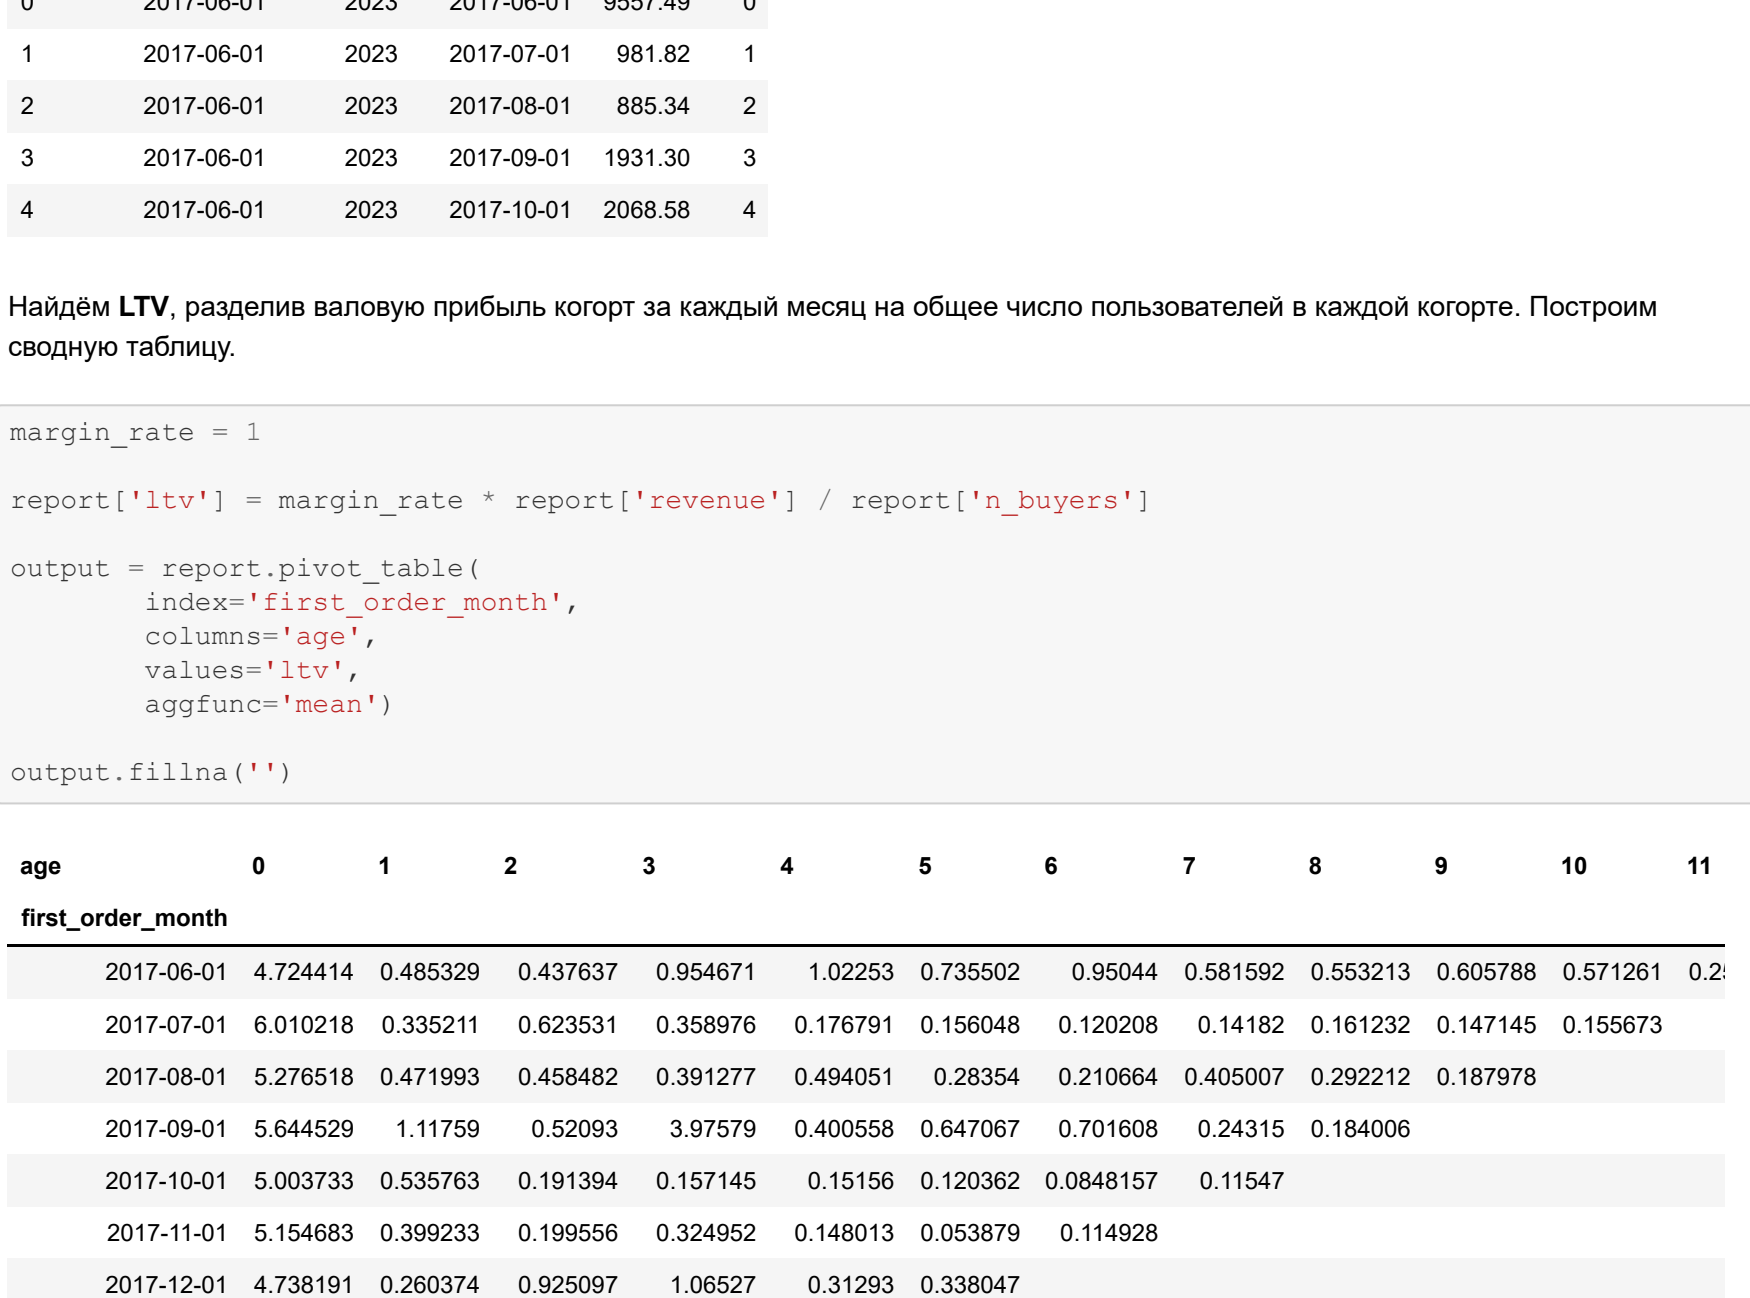 0 2017-06-01 2023 2017-06-01 9557.49 0
1 2017-06-01 2023 2017-07-01 981.82 1
2 2017-06-01 2023 2017-08-01 885.34 2
3 2017-06-01 2023 2017-09-01 1931.30 3
4 2017-06-01 2023 2017-10-01 2068.58 4
Найдём LTV, разделив валовую прибыль когорт за каждый месяц на общее число пользователей в каждой когорте. Построим
сводную таблицу.
margin_rate = 1
report['ltv'] = margin_rate * report['revenue'] / report['n_buyers']
output = report.pivot_table(
index='first_order_month',
columns='age',
values='ltv',
aggfunc='mean')
output.fillna('')
age 0 1 2 3 4 5 6 7 8 9 10 11
first_order_month
2017-06-01 4.724414 0.485329 0.437637 0.954671 1.02253 0.735502 0.95044 0.581592 0.553213 0.605788 0.571261
2017-07-01 6.010218 0.335211 0.623531 0.358976 0.176791 0.156048 0.120208 0.14182 0.161232 0.147145 0.155673
2017-08-01 5.276518 0.471993 0.458482 0.391277 0.494051 0.28354 0.210664 0.405007 0.292212 0.187978
2017-09-01 5.644529 1.11759 0.52093 3.97579 0.400558 0.647067 0.701608 0.24315 0.184006
2017-10-01 5.003733 0.535763 0.191394 0.157145 0.15156 0.120362 0.0848157 0.11547
2017-11-01 5.154683 0.399233 0.199556 0.324952 0.148013 0.053879 0.114928
2017-12-01 4.738191 0.260374 0.925097 1.06527 0.31293 0.338047